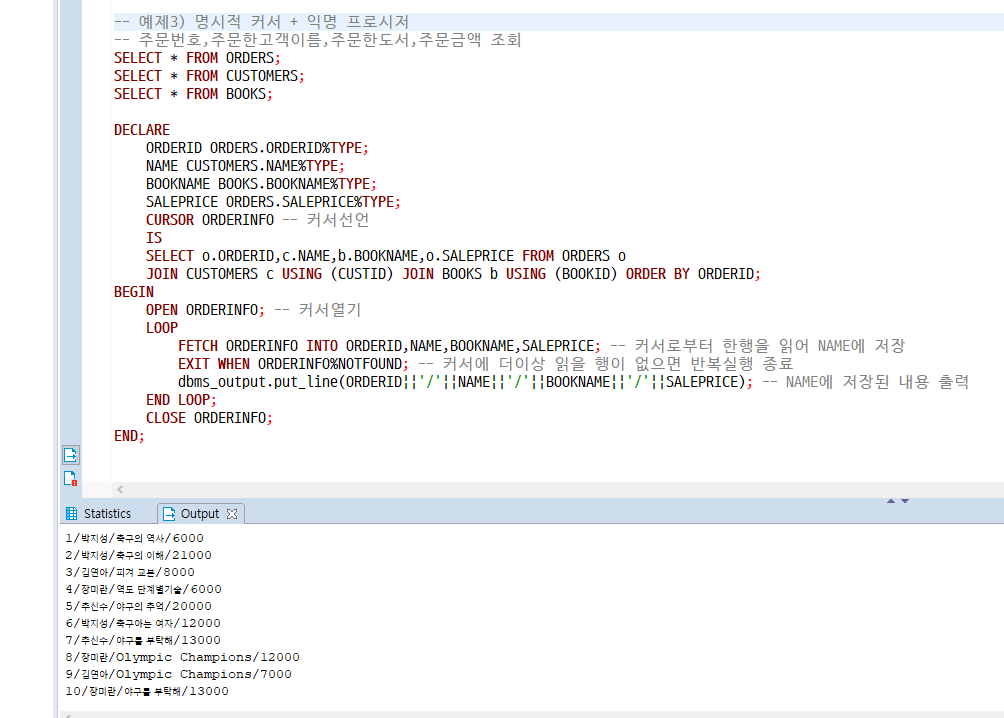 -- 예제3) 명시적 커서 + 익명 프로시저
-- 주문번호,주문한고객이름,주문한도서,주문금액 조회
SELECT * FROM ORDERS;
SELECT * FROM CUSTOMERS;
SELECT * FROM BOOKS;
DECLARE
ORDERID ORDERS.ORDERID%TYPE;
NAME CUSTOMERS.NAME%TYPE;
BOOKNAME BOOKS.BOOKNAME%TYPE;
SALEPRICE ORDERS.SALEPRICE%TYPE;
CURSOR ORDERINFO -- 커서선언
IS
SELECT o.ORDERID,c.NAME,b.BOOKNAME,o.SALEPRICE FROM ORDERS o
JOIN CUSTOMERS c USING (CUSTID) JOIN BOOKS b USING (BOOKID) ORDER BY ORDERID;
BEGIN
OPEN ORDERINFO; -- 커서열기
LOOP
FETCH ORDERINFO INTO ORDERID,NAME,BOOKNAME,SALEPRICE; -- 커서로부터 한행을 읽어 NAME에 저장
EXIT WHEN ORDERINFO%NOTFOUND; -- 커서에 더이상 읽을 행이 없으면 반복실행 종료
dbms_output.put_line(ORDERID||'/'||NAME||'/'||BOOKNAME||'/'||SALEPRICE); -- NAME에 저장된 내용 출력
END LOOP;
CLOSE ORDERINFO;
END;
Statistics Output
1/박지성/축구의 역사/6000
2/박지성/축구의 이해/21000
3/김연아/피겨 교본/8000
4/장미란/역도 단계별기술/6000
5/추신수/야구의 추억/20000
6/박지성/축구아는 여자/12000
7/추신수/야구를 부탁해/13000
8/장미란/Olympic Champions/12000
9/김연아/Olympic Champions/7000
10/장미란/야구를 부탁해/13000